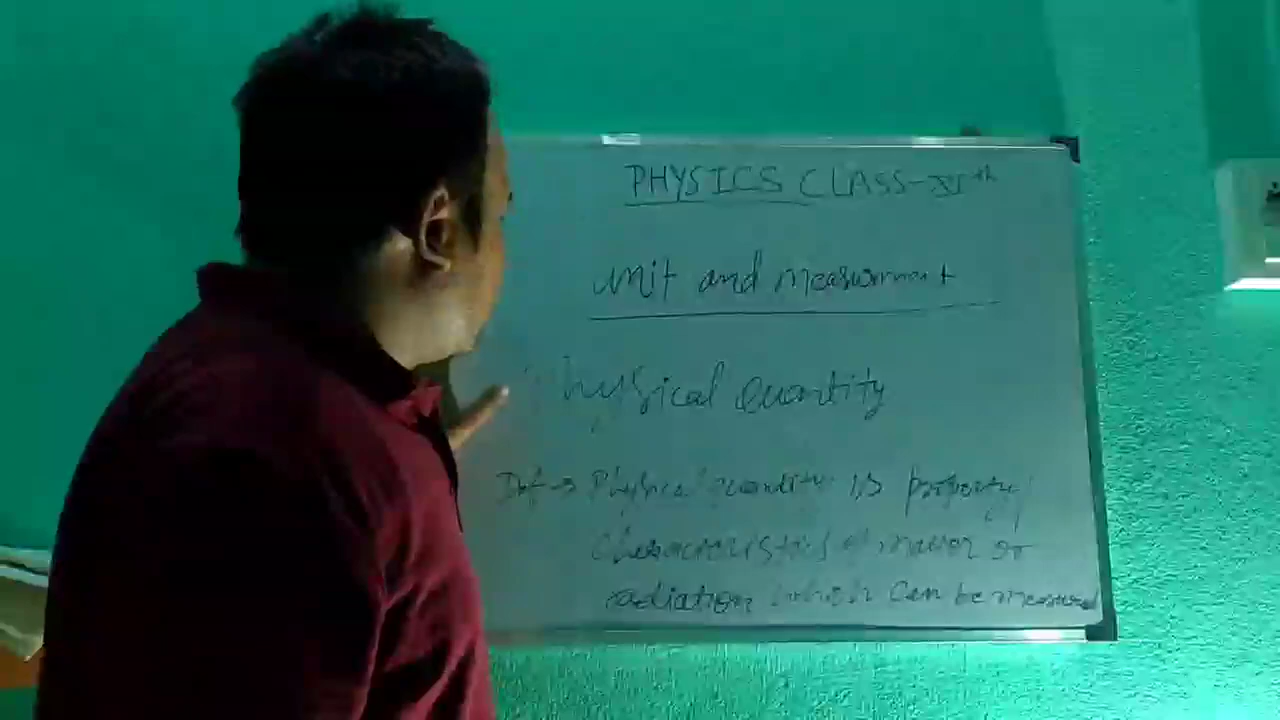 PHYSICS CLASS-XIth
unit and measurment
Physical quantity
Def → Physical quantity is property/
characteristics of matter or
radiation which can be measured